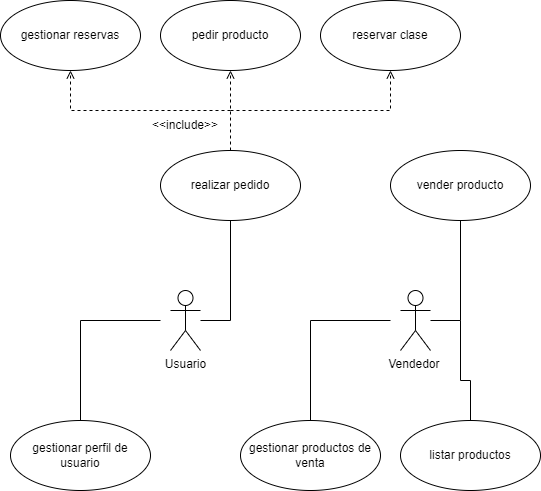 gestionar reservas
pedir producto
reservar clase
<<include>>
realizar pedido
vender producto
Usuario
Vendedor
gestionar perfil de
usuario
gestionar productos de
venta
listar productos